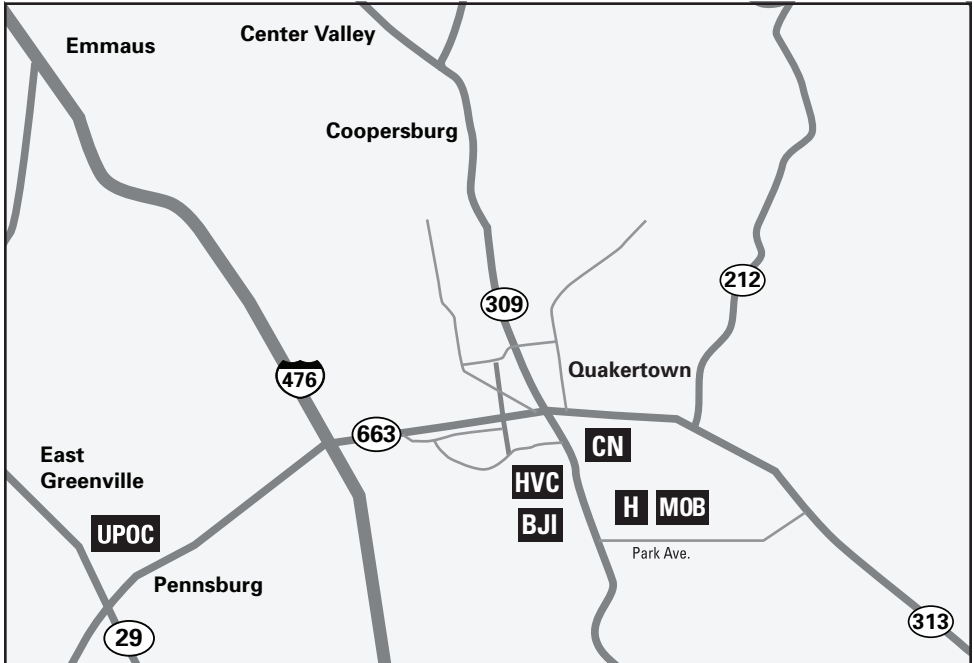 Center Valley
Emmaus
Coopersburg
212
309
Quakertown
476
663
CN
East
Greenville
HVC
H
MOB
UPOC
BJI
Park Ave.
Pennsburg
313
29